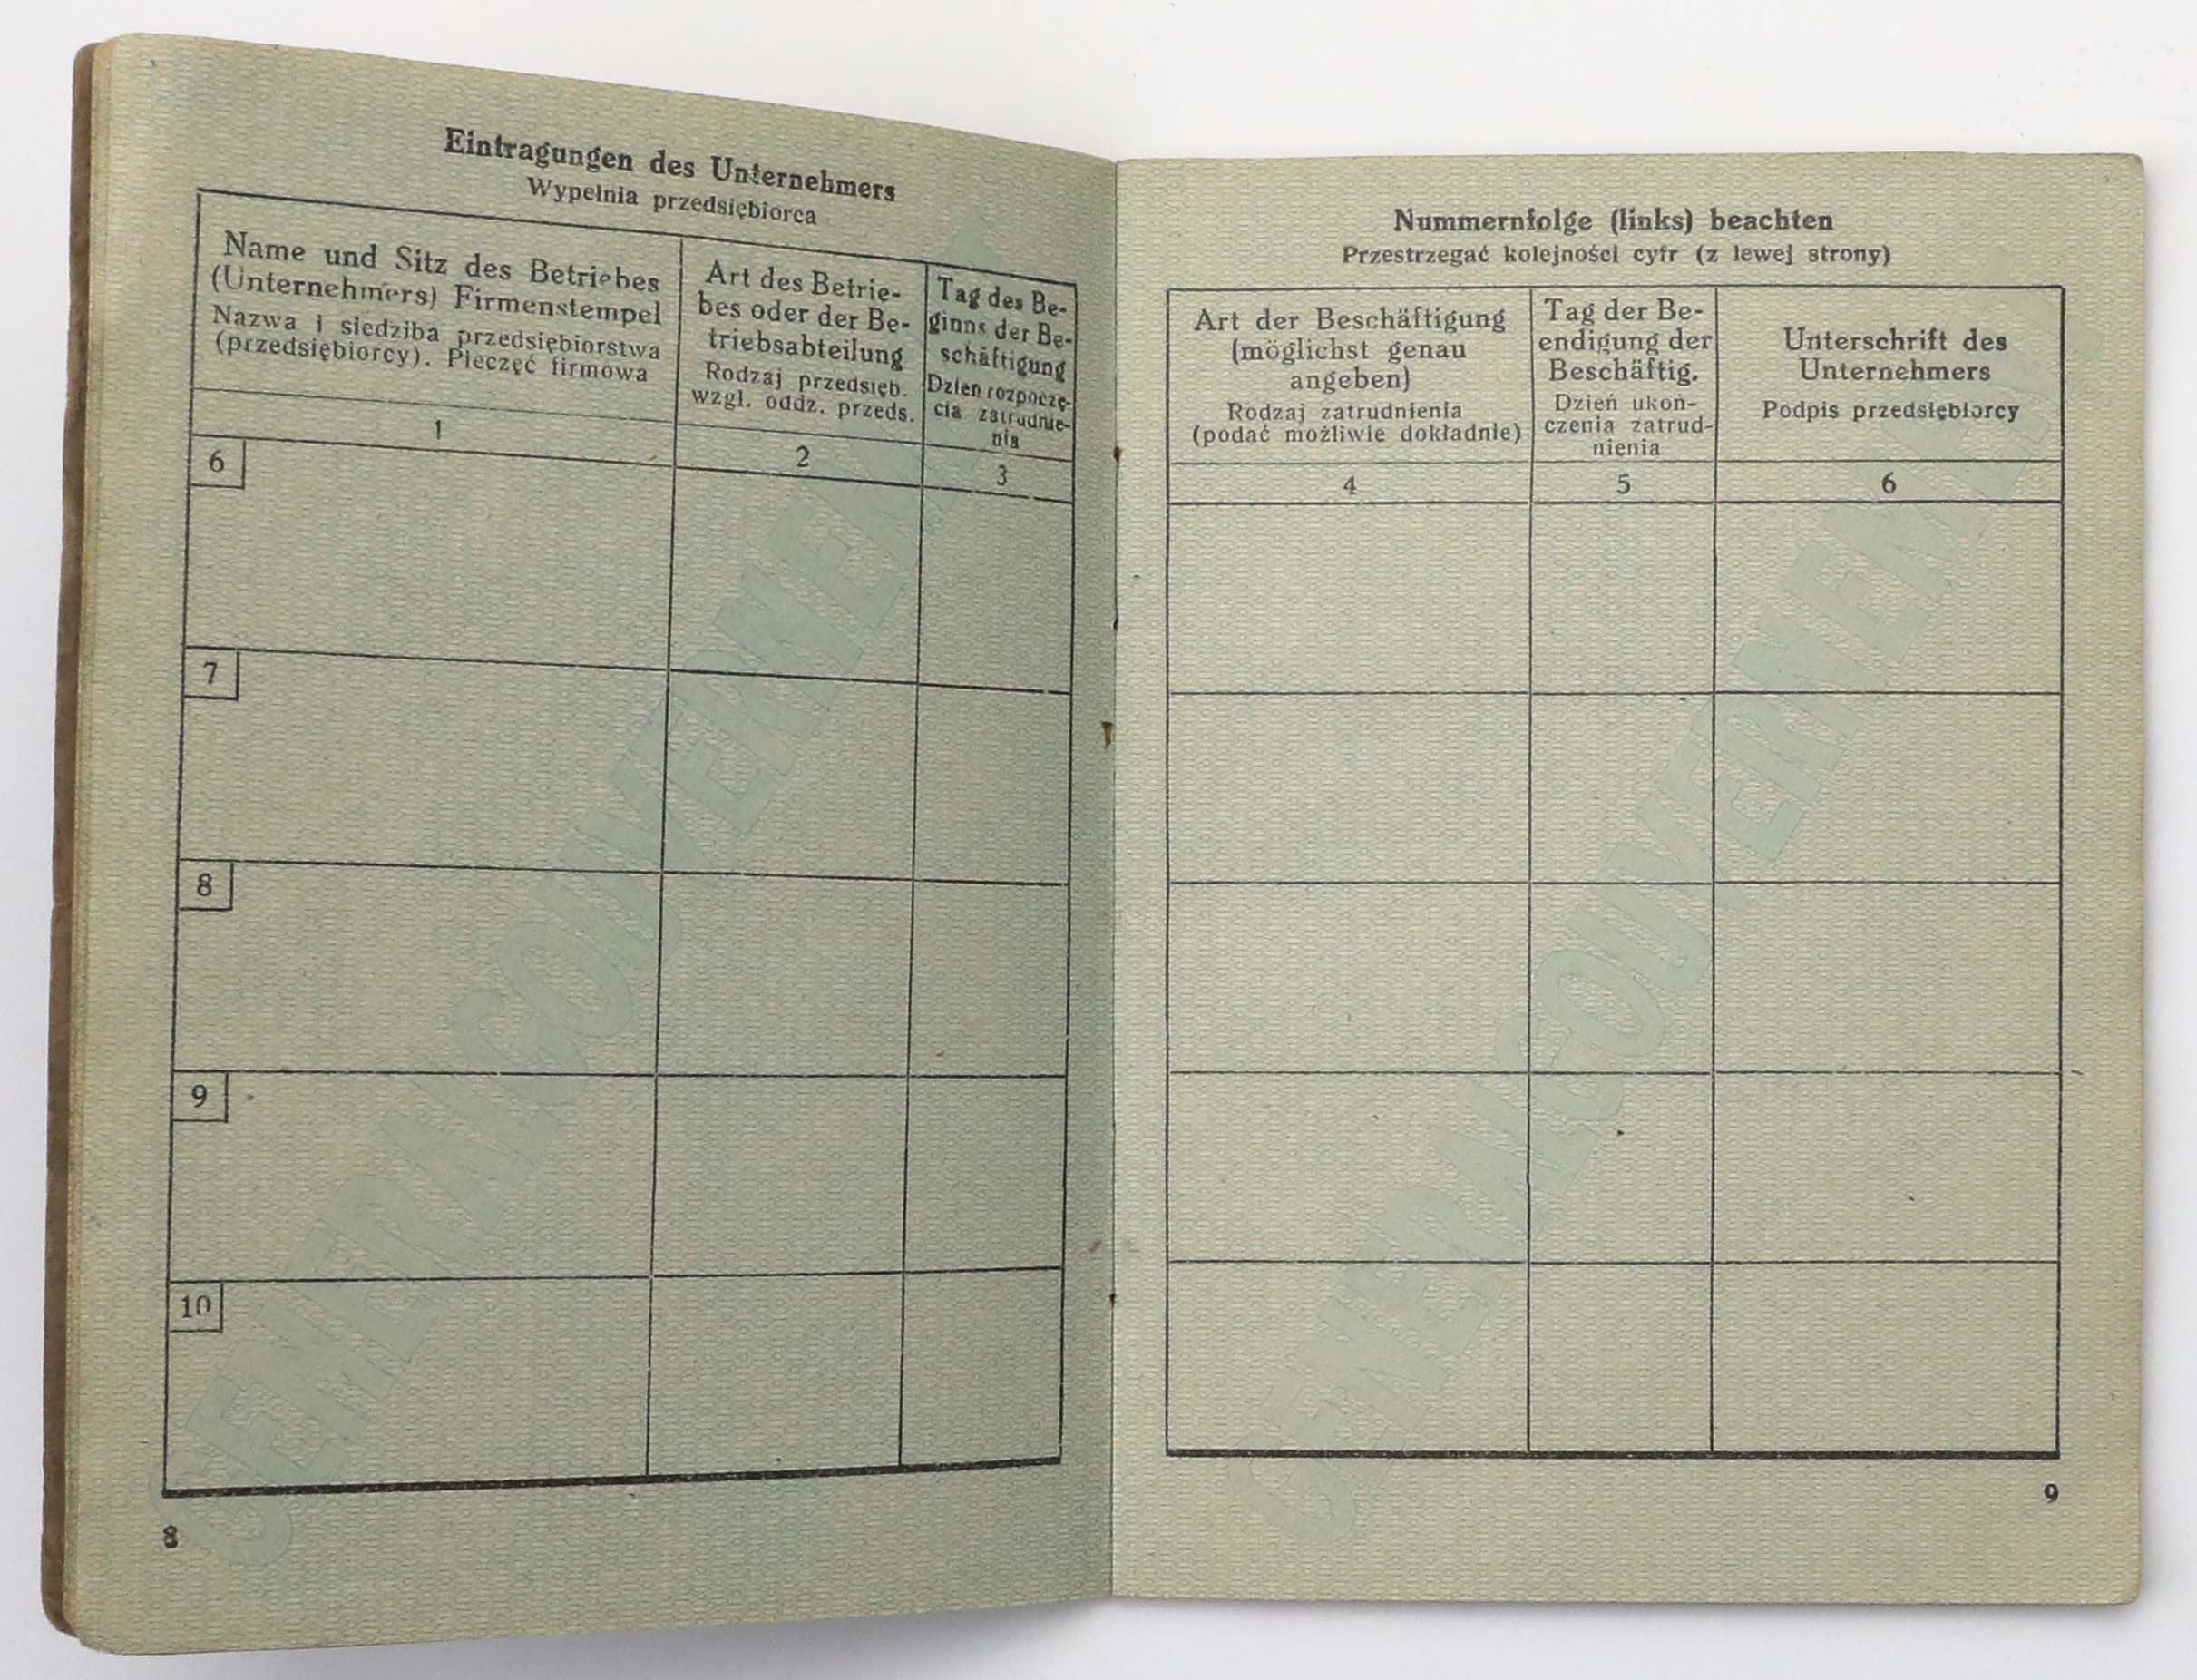 Eintragungen des Unternehmers
Wypełnia przedsiębiorca
Name und Sitz des Betriebes
(Unternehmers) Firmenstempel
Nazwa i siedziba przedsiębiorstwa
(przedsiębiorcy). Pieczęć firmowa
1
Art des Betrie-
bes oder der Be-
triebsabteilung
Rodzaj przedsięb.
wzgl. oddz. przeds.
2
Tag des Be-
ginns der Be-
schäftigung
Dzień rozpoczę-
cia zatrudnie-
nia
3
6
7
8
9
10
8
Nummernfolge (links) beachten
Przestrzegać kolejności cyfr (z lewej strony)
Art der Beschäftigung
(möglichst genau
angeben)
Rodzaj zatrudnienia
(podać możliwie dokładnie)
4
Tag der Be-
endigung der
Beschäftig.
Dzień ukoń-
czenia zatrud-
nienia
5
Unterschrift des
Unternehmers
Podpis przedsiębiorcy
6
9
GENERALGOUVERNEM
GENERALGOUVERNEM